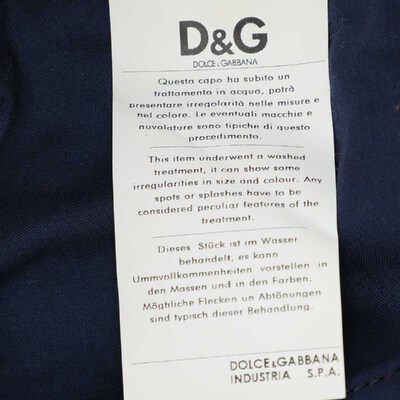 D&G
DOLCE & GABBANA
Questo capo ha subito un
trattamento in acqua, potrà
presentare irregolarità nelle misure e
nel colore. Le eventuali macchie e
nuvolature sono tipiche di questo
procedimento.
This item underwent a washed
treatment, it can show some
irregularities in size and colour. Any
spots or splashes have to be
considered peculiar features of the
treatment.
Dieses Stück ist im Wasser
behandelt, es kann
Ummvollkommenheiten vorstellen in
den Massen und in den Farben.
Mögliche Flecken un Abtönungen
sind typisch dieser Behandlung.
DOLCE & GABBANA
INDUSTRIA S.P.A.